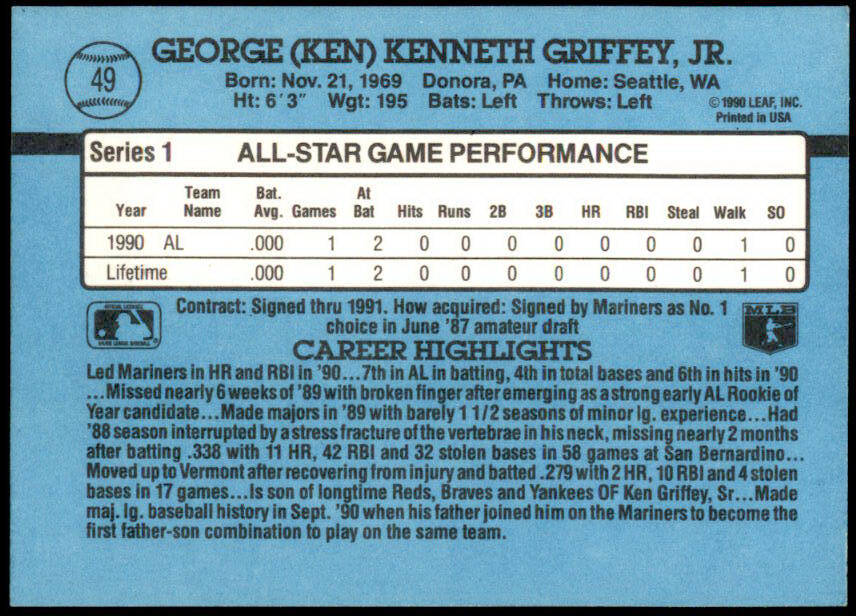 49
GEORGE (KEN) KENNETH GRIFFEY, JR.
Born: Nov. 21, 1969 Donora, PA Home: Seattle, WA
Ht: 6'3" Wgt: 195 Bats: Left Throws: Left
©1990 LEAF, INC.
Printed in USA
Series 1 ALL-STAR GAME PERFORMANCE
Year Team Name Bat. Avg. Games At Bat Hits Runs 2B 3B HR RBI Steal Walk SO
1990 AL .000 1 2 0 0 0 0 0 0 0 1 0
Lifetime .000 1 2 0 0 0 0 0 0 0 1 0
Contract: Signed thru 1991. How acquired: Signed by Mariners as No. 1
choice in June '87 amateur draft
MLB
CAREER HIGHLIGHTS
Led Mariners in HR and RBI in '90...7th in AL in batting, 4th in total bases and 6th in hits in '90
...Missed nearly 6 weeks of '89 with broken finger after emerging as a strong early AL Rookie of
Year candidate...Made majors in '89 with barely 1 1/2 seasons of minor lg. experience...Had
'88 season interrupted by a stress fracture of the vertebrae in his neck, missing nearly 2 months
after batting .338 with 11 HR, 42 RBI and 32 stolen bases in 58 games at San Bernardino...
Moved up to Vermont after recovering from injury and batted .279 with 2 HR, 10 RBI and 4 stolen
bases in 17 games...Is son of longtime Reds, Braves and Yankees OF Ken Griffey, Sr...Made
maj. lg. baseball history in Sept. '90 when his father joined him on the Mariners to become the
first father-son combination to play on the same team.